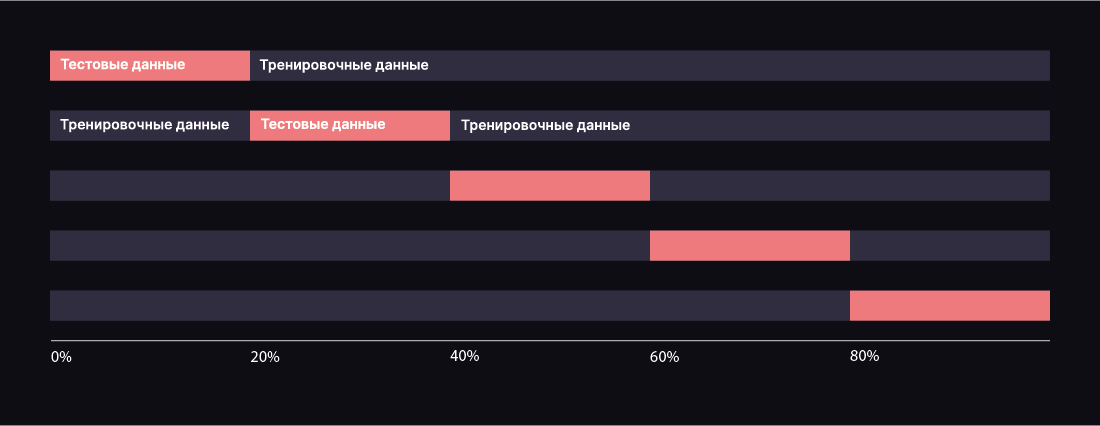 Тестовые данные Тренировочные данные
Тренировочные данные Тестовые данные Тренировочные данные
0% 20% 40% 60% 80%